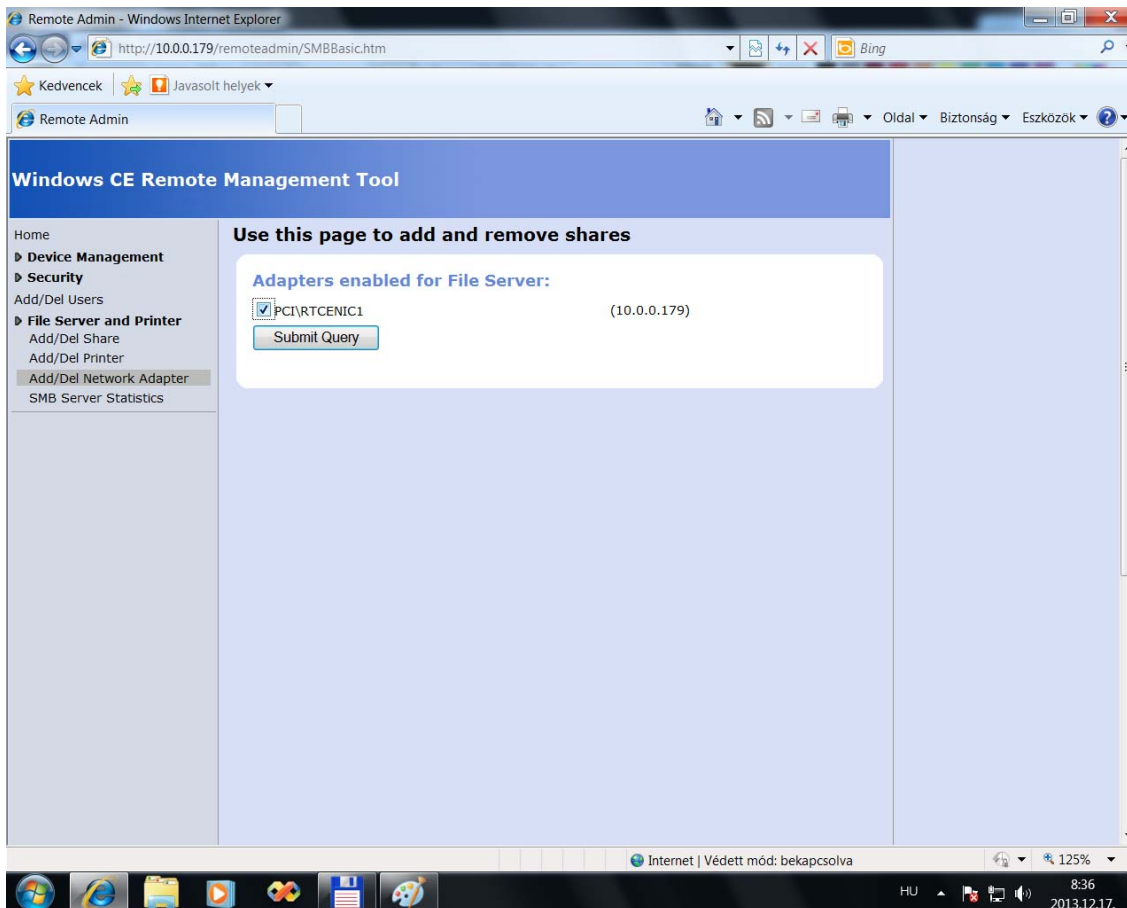 Remote Admin - Windows Internet Explorer
http://10.0.0.179/remoteadmin/SMBBasic.htm
Bing
Kedvencek
Javasolt helyek
Remote Admin
Oldal
Biztonság
Eszközök
Windows CE Remote Management Tool
Home
Device Management
Security
Add/Del Users
File Server and Printer
Add/Del Share
Add/Del Printer
Add/Del Network Adapter
SMB Server Statistics
Use this page to add and remove shares
Adapters enabled for File Server:
PCI\RTCENIC1 (10.0.0.179)
Submit Query
Internet | Védett mód: bekapcsolva
125%
HU
8:36
2013.12.17.